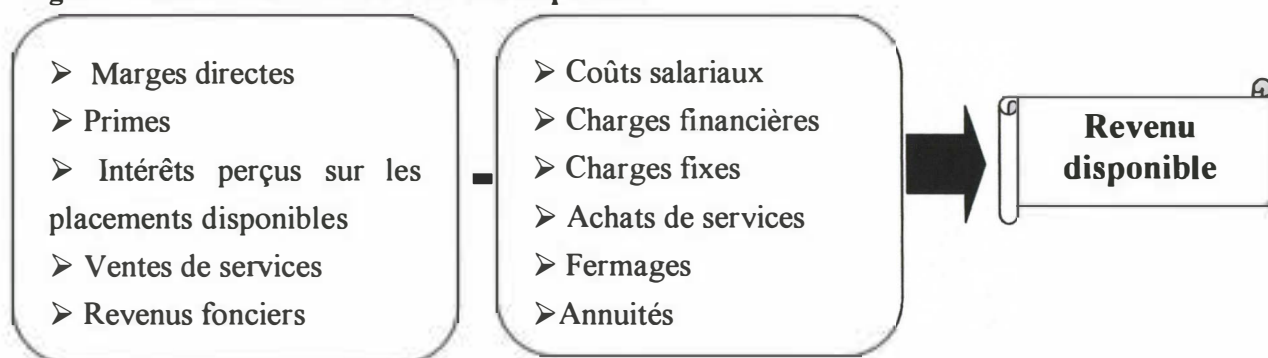 ➢ Marges directes
➢ Primes
➢ Intérêts perçus sur les
placements disponibles
➢ Ventes de services
➢ Revenus fonciers
-
➢ Coûts salariaux
➢ Charges financières
➢ Charges fixes
➢ Achats de services
➢ Fermages
➢Annuités
Revenu
disponible